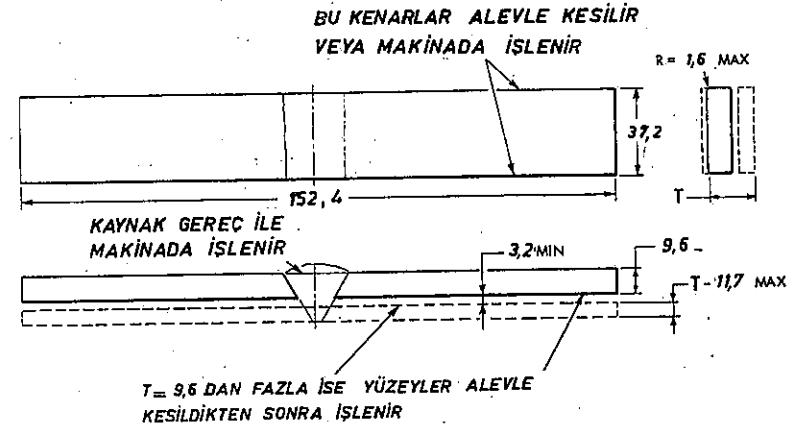 BU KENARLAR ALEVLE KESİLİR
VEYA MAKİNADA İŞLENİR
R= 1,6 MAX
37,2
T
152,4
KAYNAK GEREÇ İLE
MAKİNADA İŞLENİR
3,2 MIN
9,6
T-11,7 MAX
T= 9,6 DAN FAZLA İSE YÜZEYLER ALEVLE
KESİLDİKTEN SONRA İŞLENİR